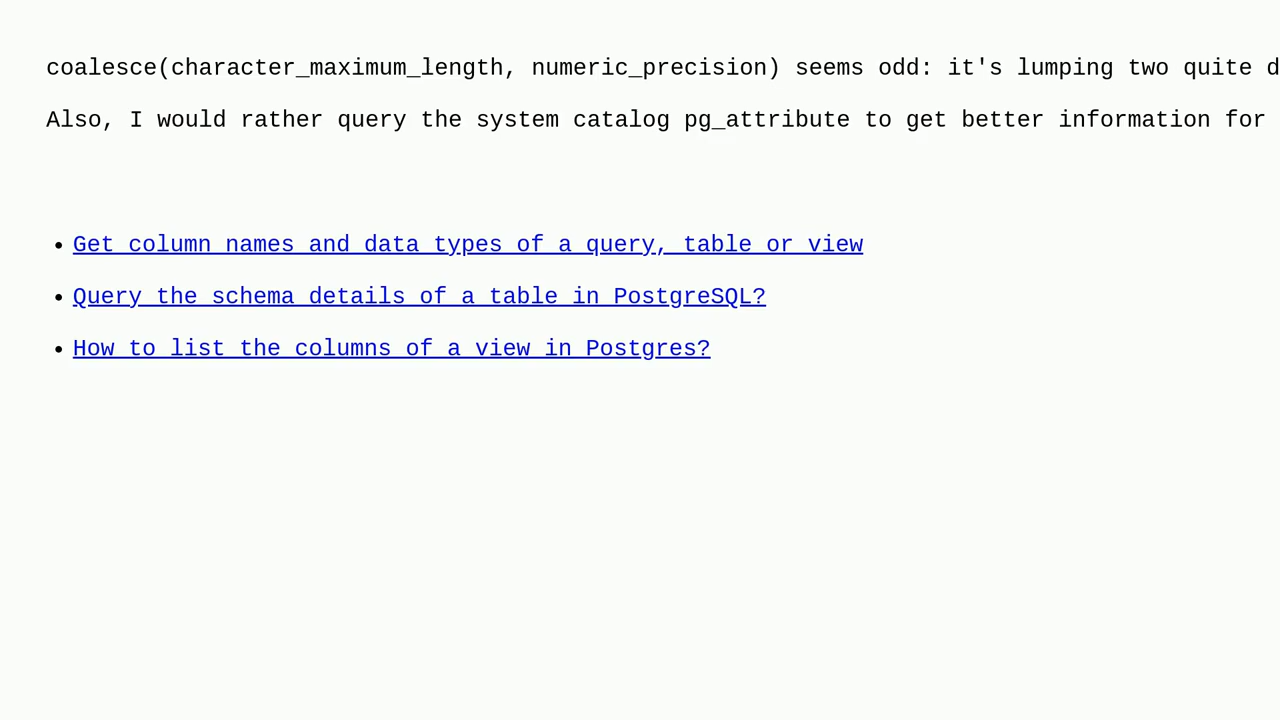 coalesce(character_maximum_length, numeric_precision) seems odd: it's lumping two quite
Also, I would rather query the system catalog pg_attribute to get better information for
• Get column names and data types of a query, table or view
• Query the schema details of a table in PostgreSQL?
• How to list the columns of a view in Postgres?